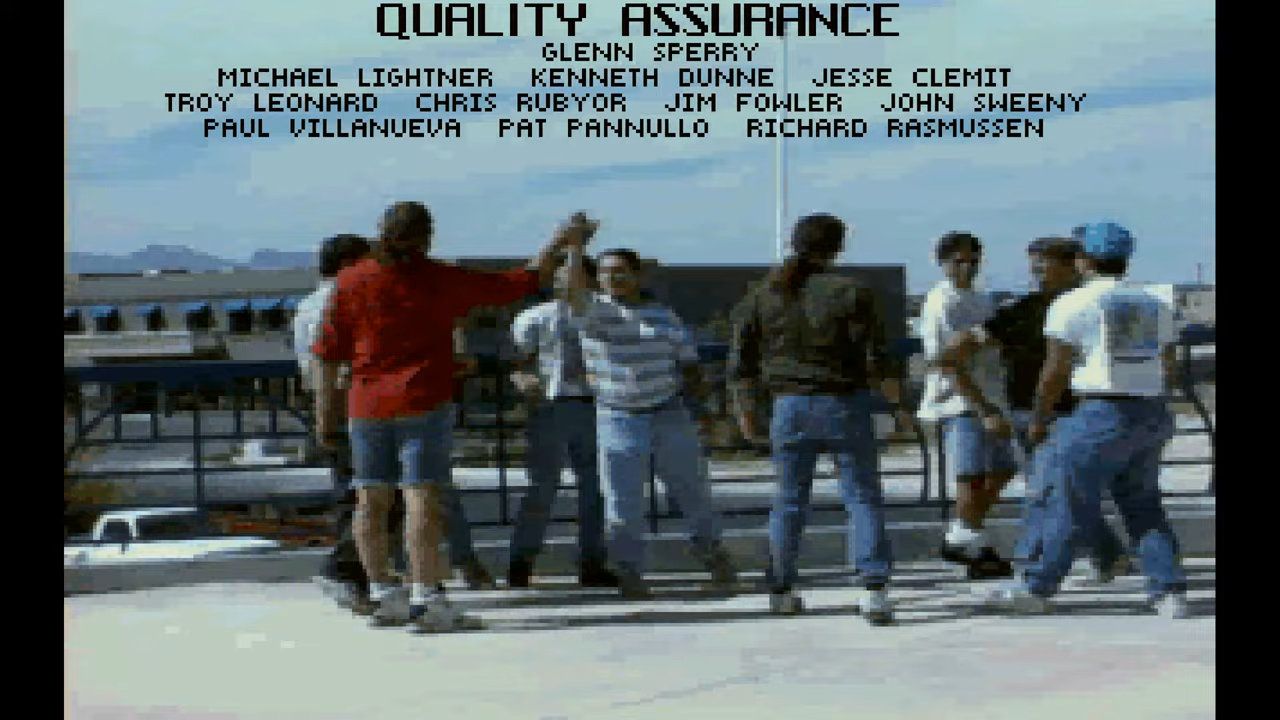 QUALITY ASSURANCE
GLENN SPERRY
MICHAEL LIGHTNER KENNETH DUNNE JESSE CLEMIT
TROY LEONARD CHRIS RUBYOR JIM FOWLER JOHN SWEENY
PAUL VILLANUEVA PAT PANNULLO RICHARD RASMUSSEN